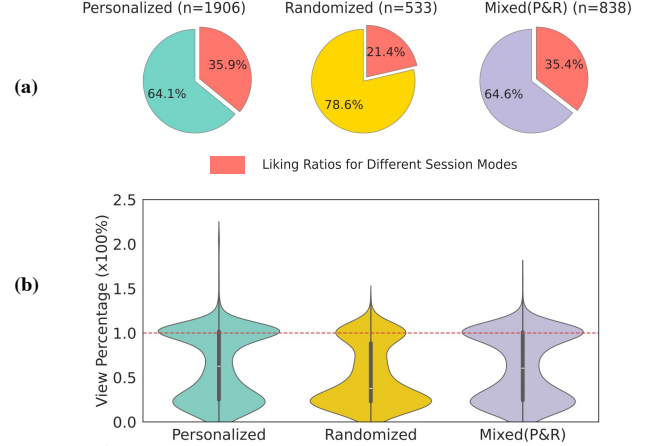 Personalized (n=1906) Randomized (n=533) Mixed(P&R) (n=838)
(a)
35.9% 21.4% 35.4%
64.1% 78.6% 64.6%
Liking Ratios for Different Session Modes
(b)
View Percentage (x100%)
2.5
2.0
1.5
1.0
0.5
0.0
Personalized Randomized Mixed(P&R)